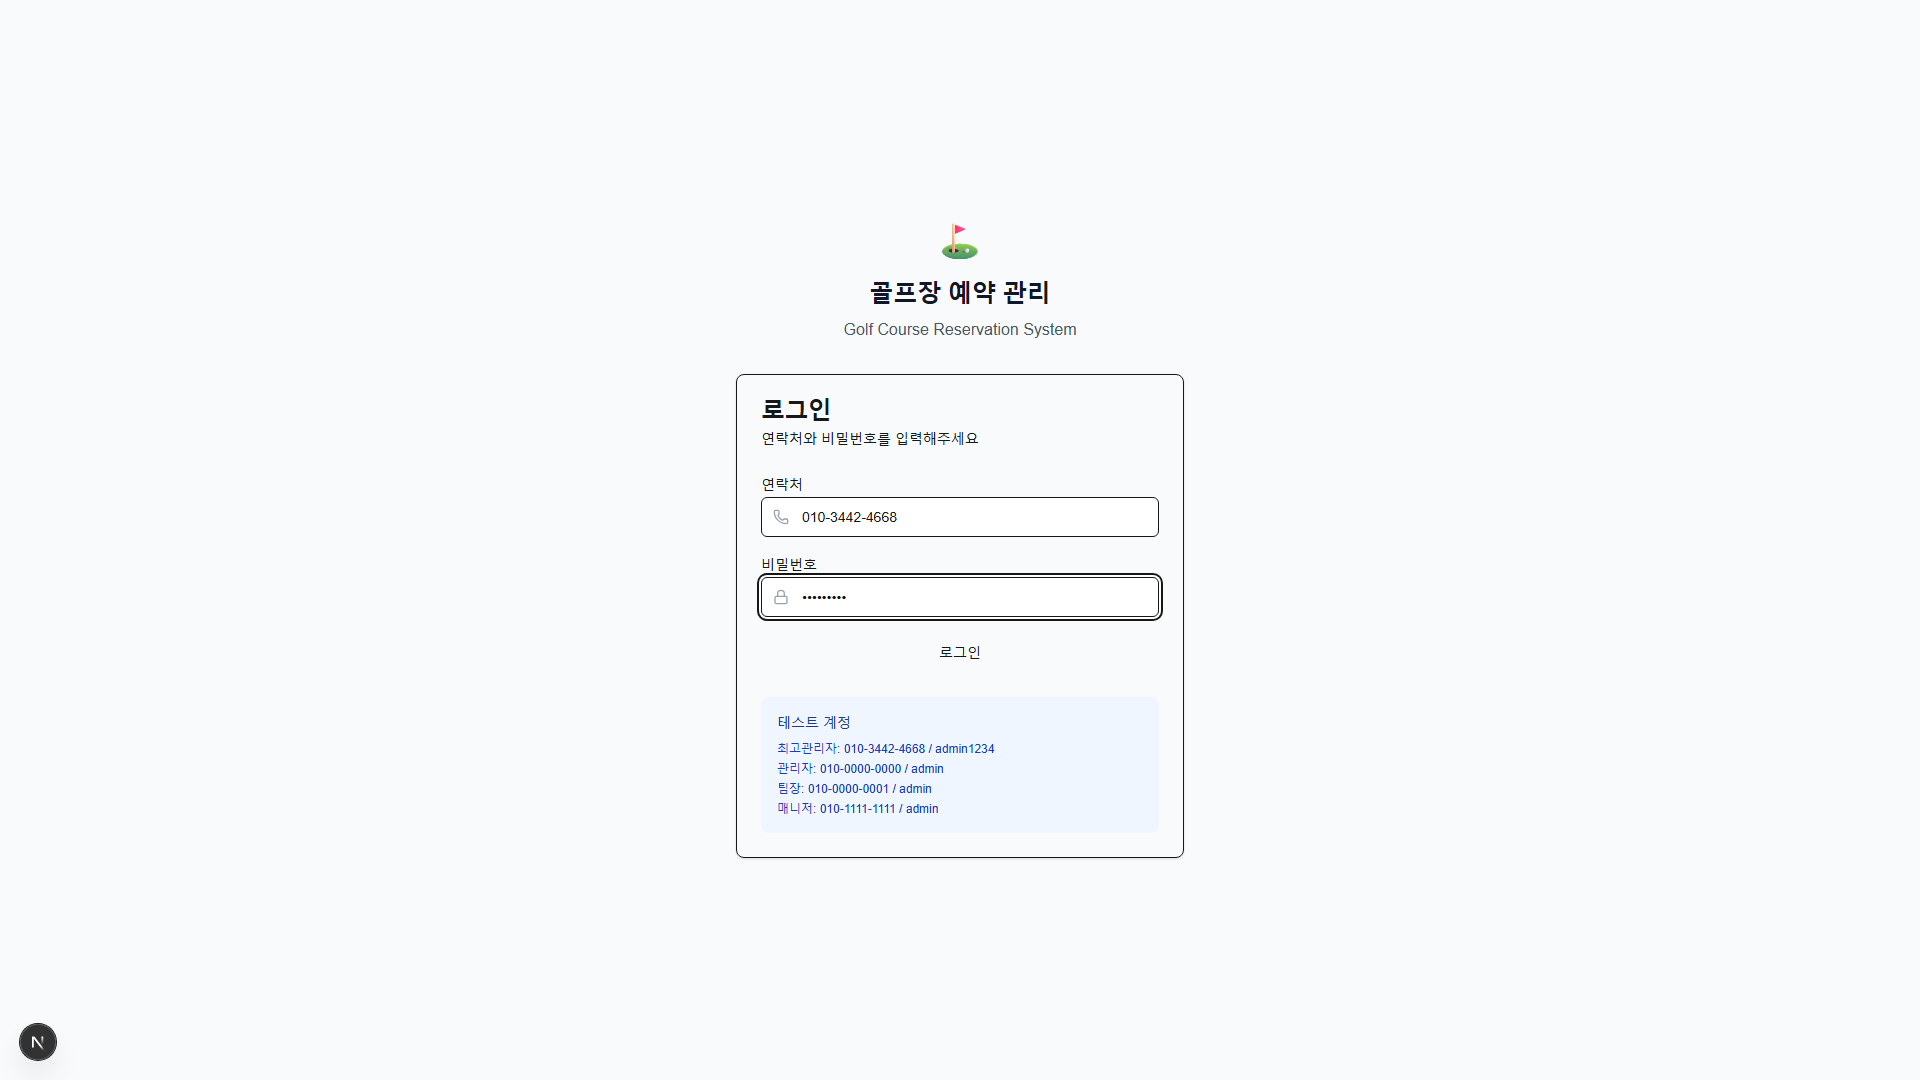 골프장 예약 관리
Golf Course Reservation System
로그인
연락처와 비밀번호를 입력해주세요
연락처
010-3442-4668
비밀번호
•••••••••
로그인
테스트 계정
최고관리자: 010-3442-4668 / admin1234
관리자: 010-0000-0000 / admin
팀장: 010-0000-0001 / admin
매니저: 010-1111-1111 / admin
N